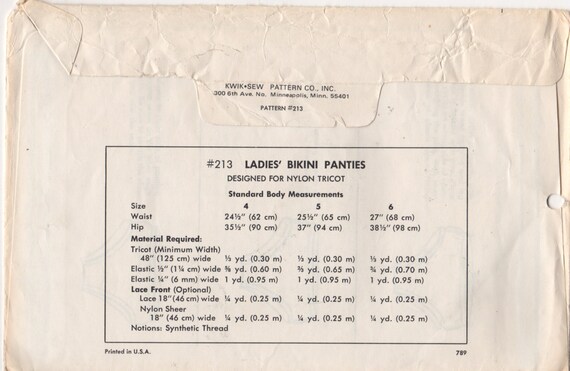 KWIK•SEW PATTERN CO., INC.
300 6th Ave. No. Minneapolis, Minn. 55401
PATTERN #213
#213 LADIES' BIKINI PANTIES
DESIGNED FOR NYLON TRICOT
Standard Body Measurements
Size 4 5 6
Waist 24½" (62 cm) 25½" (65 cm) 27" (68 cm)
Hip 35½" (90 cm) 37" (94 cm) 38½" (98 cm)
Material Required:
Tricot (Minimum Width)
48" (125 cm) wide ⅓ yd. (0.30 m) ⅓ yd. (0.30 m) ⅓ yd. (0.30 m)
Elastic ½" (1¼ cm) wide ⅝ yd. (0.60 m) ⅝ yd. (0.65 m) ¾ yd. (0.70 m)
Elastic ¼" (6 mm) wide 1 yd. (0.95 m) 1 yd. (0.95 m) 1 yd. (0.95 m)
Lace Front (Optional)
Lace 18" (46 cm) wide ¼ yd. (0.25 m) ¼ yd. (0.25 m) ¼ yd. (0.25 m)
Nylon Sheer
18" (46 cm) wide ¼ yd. (0.25 m) ¼ yd. (0.25 m) ¼ yd. (0.25 m)
Notions: Synthetic Thread
Printed in U.S.A. 789